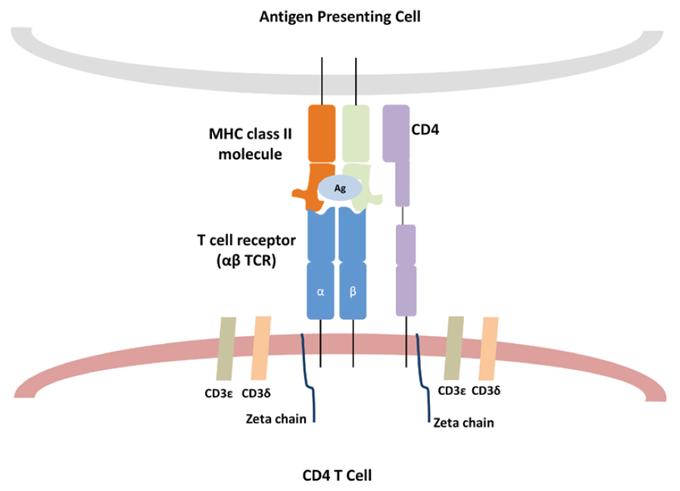 Antigen Presenting Cell
MHC class II
molecule
CD4
Ag
T cell receptor
(αβ TCR)
α
β
CD3ε
CD3δ
CD3ε
CD3δ
Zeta chain
Zeta chain
CD4 T Cell